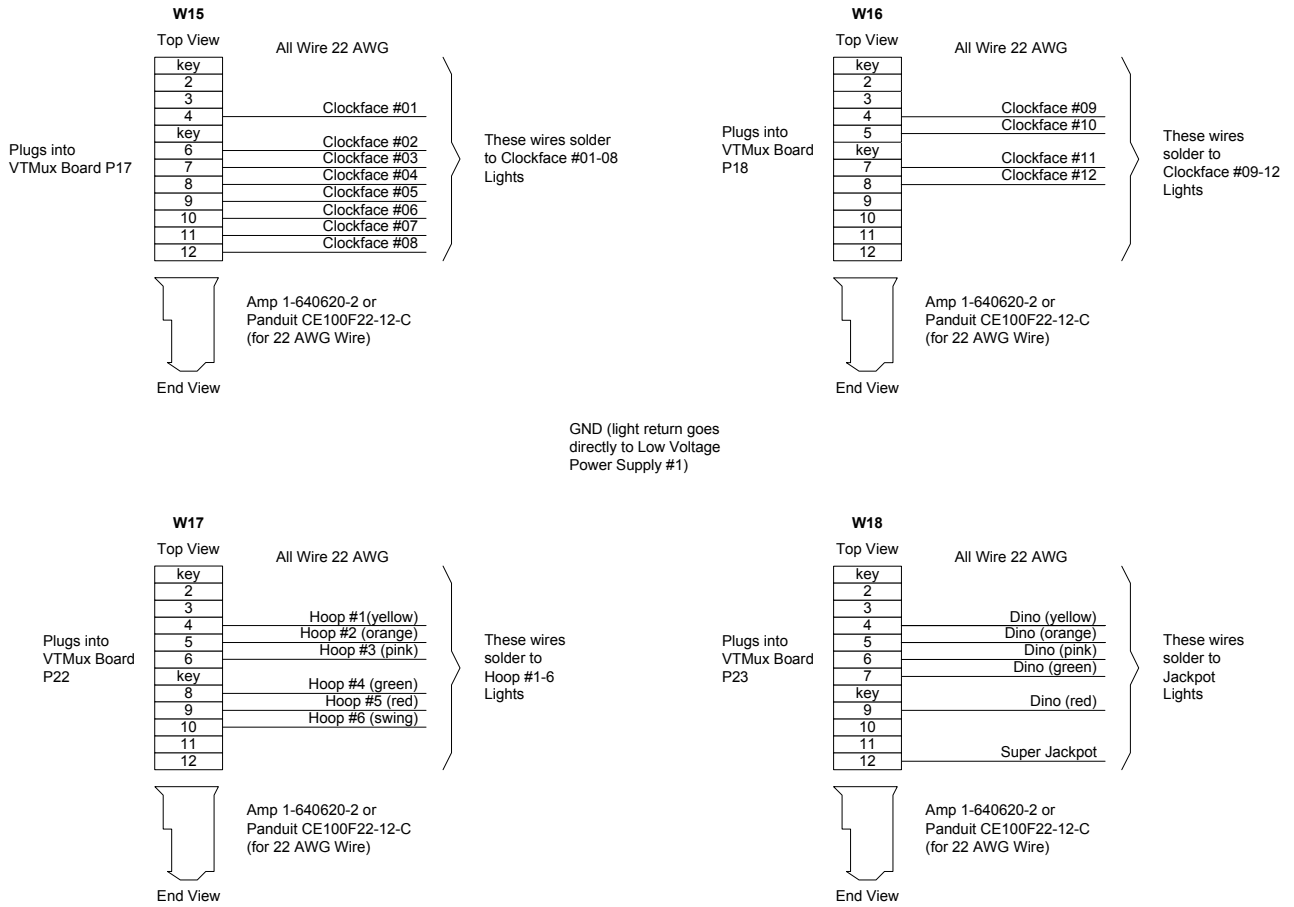 W15
Top View
All Wire 22 AWG
key
2
3
4
key
6
7
8
9
10
11
12
Clockface #01
Clockface #02
Clockface #03
Clockface #04
Clockface #05
Clockface #06
Clockface #07
Clockface #08
Plugs into
VTMux Board P17
These wires solder
to Clockface #01-08
Lights
Amp 1-640620-2 or
Panduit CE100F22-12-C
(for 22 AWG Wire)
End View
W16
Top View
All Wire 22 AWG
key
2
3
4
5
key
7
8
9
10
11
12
Clockface #09
Clockface #10
Clockface #11
Clockface #12
Plugs into
VTMux Board
P18
These wires
solder to
Clockface #09-12
Lights
Amp 1-640620-2 or
Panduit CE100F22-12-C
(for 22 AWG Wire)
End View
GND (light return goes
directly to Low Voltage
Power Supply #1)
W17
Top View
All Wire 22 AWG
key
2
3
4
5
6
key
8
9
10
11
12
Hoop #1(yellow)
Hoop #2 (orange)
Hoop #3 (pink)
Hoop #4 (green)
Hoop #5 (red)
Hoop #6 (swing)
Plugs into
VTMux Board
P22
These wires
solder to
Hoop #1-6
Lights
Amp 1-640620-2 or
Panduit CE100F22-12-C
(for 22 AWG Wire)
End View
W18
Top View
All Wire 22 AWG
key
2
3
4
5
6
7
key
9
10
11
12
Dino (yellow)
Dino (orange)
Dino (pink)
Dino (green)
Dino (red)
Super Jackpot
Plugs into
VTMux Board
P23
These wires
solder to
Jackpot
Lights
Amp 1-640620-2 or
Panduit CE100F22-12-C
(for 22 AWG Wire)
End View